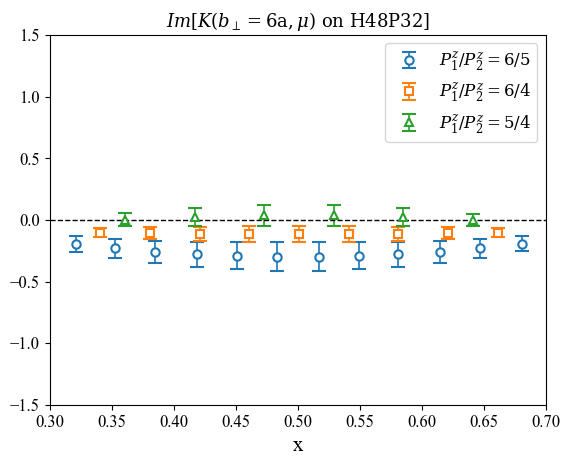 Im[K(b⊥ = 6a, μ) on H48P32]
P₁ᶻ/P₂ᶻ = 6/5
P₁ᶻ/P₂ᶻ = 6/4
P₁ᶻ/P₂ᶻ = 5/4
1.5
1.0
0.5
0.0
−0.5
−1.0
−1.5
0.30 0.35 0.40 0.45 0.50 0.55 0.60 0.65 0.70
x